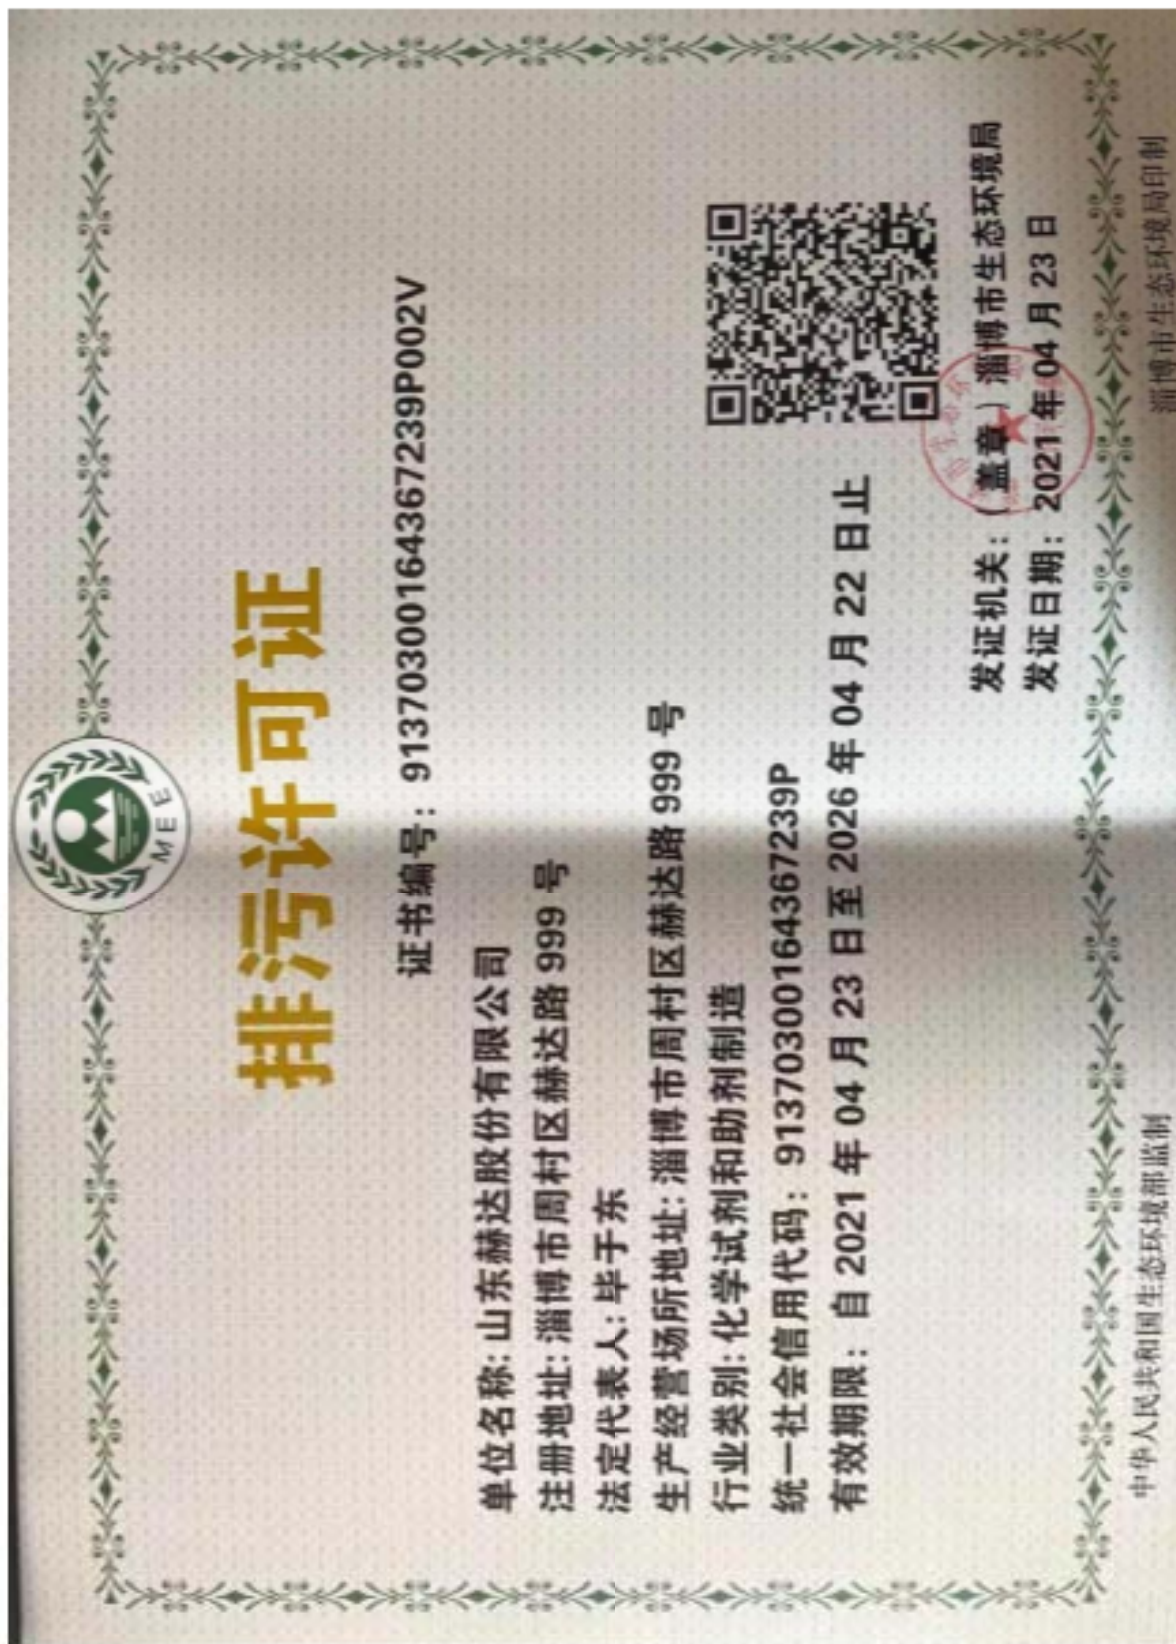 MEE
排污许可证
证书编号：913703001643672​39P002V
单位名称:山东赫达股份有限公司
注册地址:淄博市周村区赫达路 999 号
法定代表人:毕于东
生产经营场所地址:淄博市周村区赫达路 999 号
行业类别:化学试剂和助剂制造
统一社会信用代码：91370300164367239P
有效期限：自 2021 年 04 月 23 日至 2026 年 04 月 22 日止
发证机关：（盖章）淄博市生态环境局
发证日期：2021 年 04 月 23 日
中华人民共和国生态环境部监制
淄博市生态环境局印制